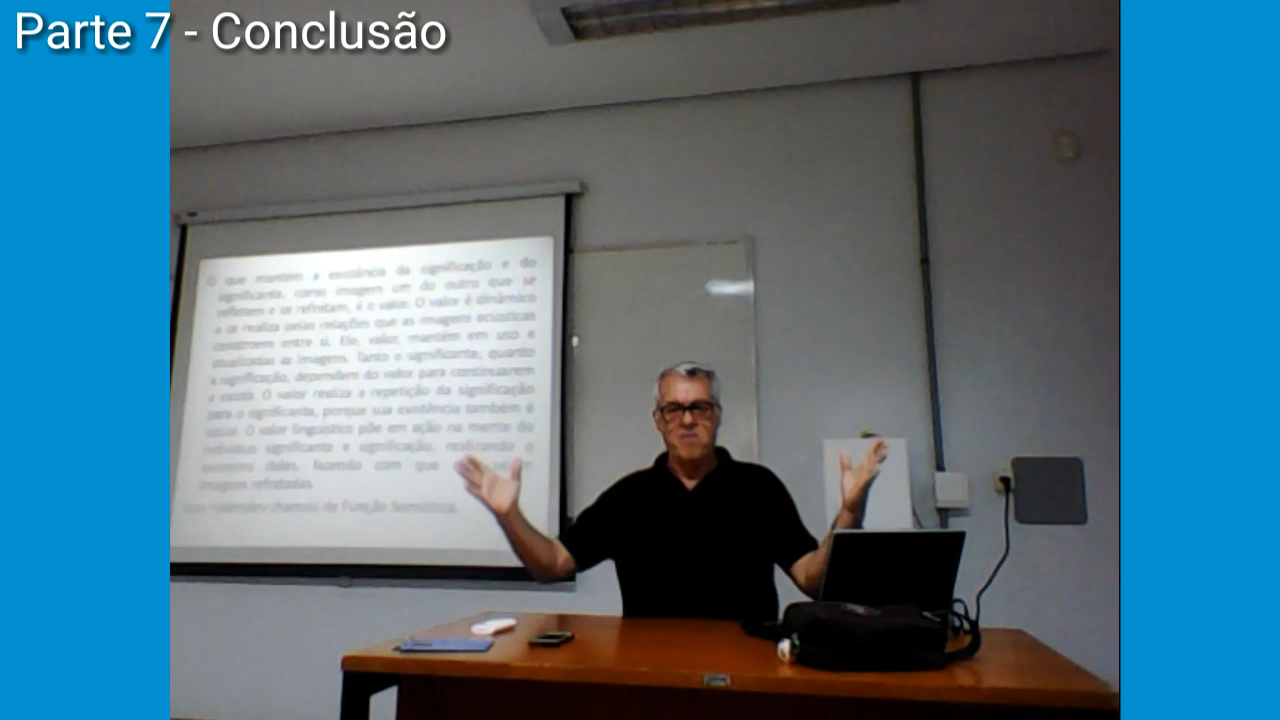 Parte 7 - Conclusão
O que mantém a existência da significação e do
significante, como imagem um do outro que se
refletem e se refratam, é o valor. O valor é dinâmico
e se realiza pelas relações que as imagens acústicas
constroem entre si. Ele, valor, mantém em uso e
atualizadas as imagens. Tanto o significante, quanto
a significação, dependem do valor para continuarem
a existir. O valor realiza a repetição da significação
para o significante, porque sua existência também é
O valor linguístico põe em ação na mente do
indivíduo significante e significação, realizando o
encontro deles, fazendo com que
imagens refratadas.
Isso Hjelmslev chamou de Função Semiótica.